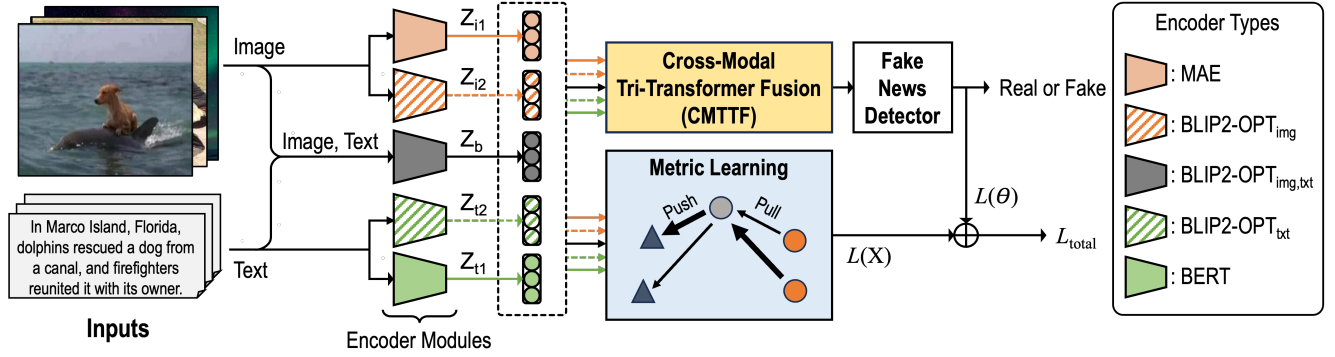 Image
Image, Text
Text
In Marco Island, Florida,
dolphins rescued a dog from
a canal, and firefighters
reunited it with its owner.
Inputs
Z_i1
Z_i2
Z_b
Z_t2
Z_t1
Encoder Modules
Cross-Modal
Tri-Transformer Fusion
(CMTTF)
Fake
News
Detector
Real or Fake
Metric Learning
Push
Pull
L(X)
L(θ)
L_total
Encoder Types
: MAE
: BLIP2-OPT_img
: BLIP2-OPT_img,txt
: BLIP2-OPT_txt
: BERT